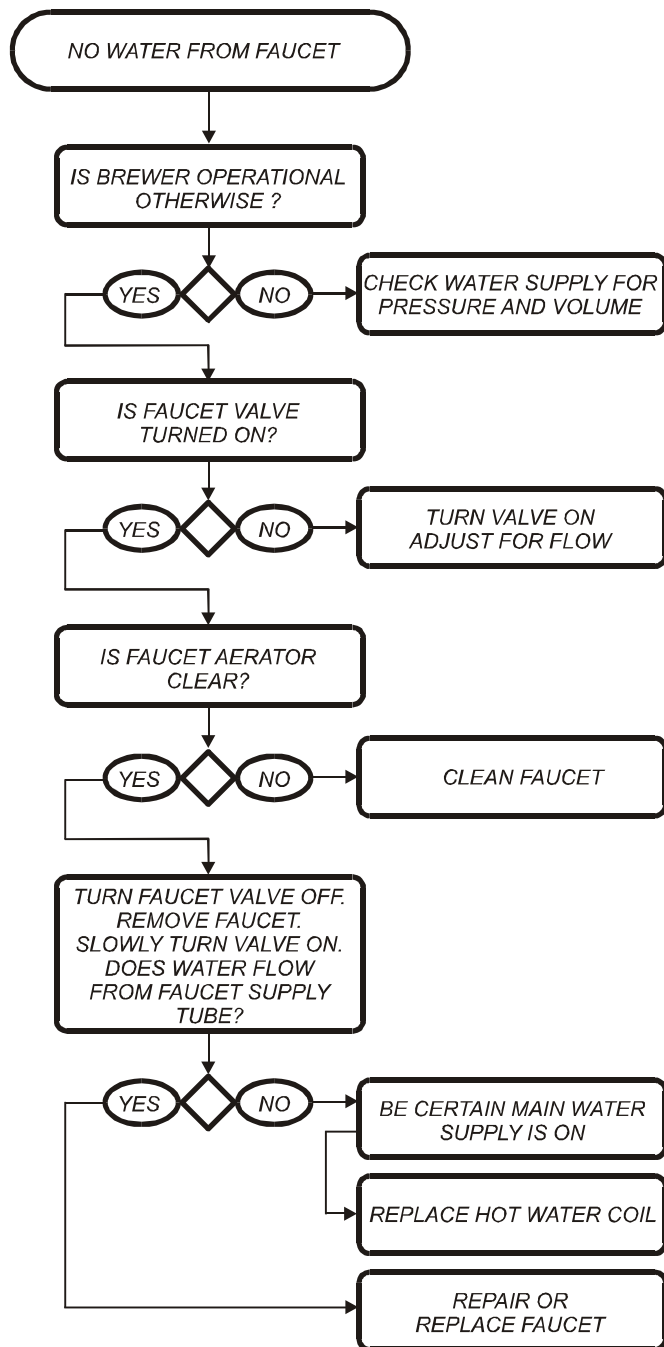 NO WATER FROM FAUCET
IS BREWER OPERATIONAL
OTHERWISE ?
YES
NO
CHECK WATER SUPPLY FOR
PRESSURE AND VOLUME
IS FAUCET VALVE
TURNED ON?
YES
NO
TURN VALVE ON
ADJUST FOR FLOW
IS FAUCET AERATOR
CLEAR?
YES
NO
CLEAN FAUCET
TURN FAUCET VALVE OFF.
REMOVE FAUCET.
SLOWLY TURN VALVE ON.
DOES WATER FLOW
FROM FAUCET SUPPLY
TUBE?
YES
NO
BE CERTAIN MAIN WATER
SUPPLY IS ON
REPLACE HOT WATER COIL
REPAIR OR
REPLACE FAUCET